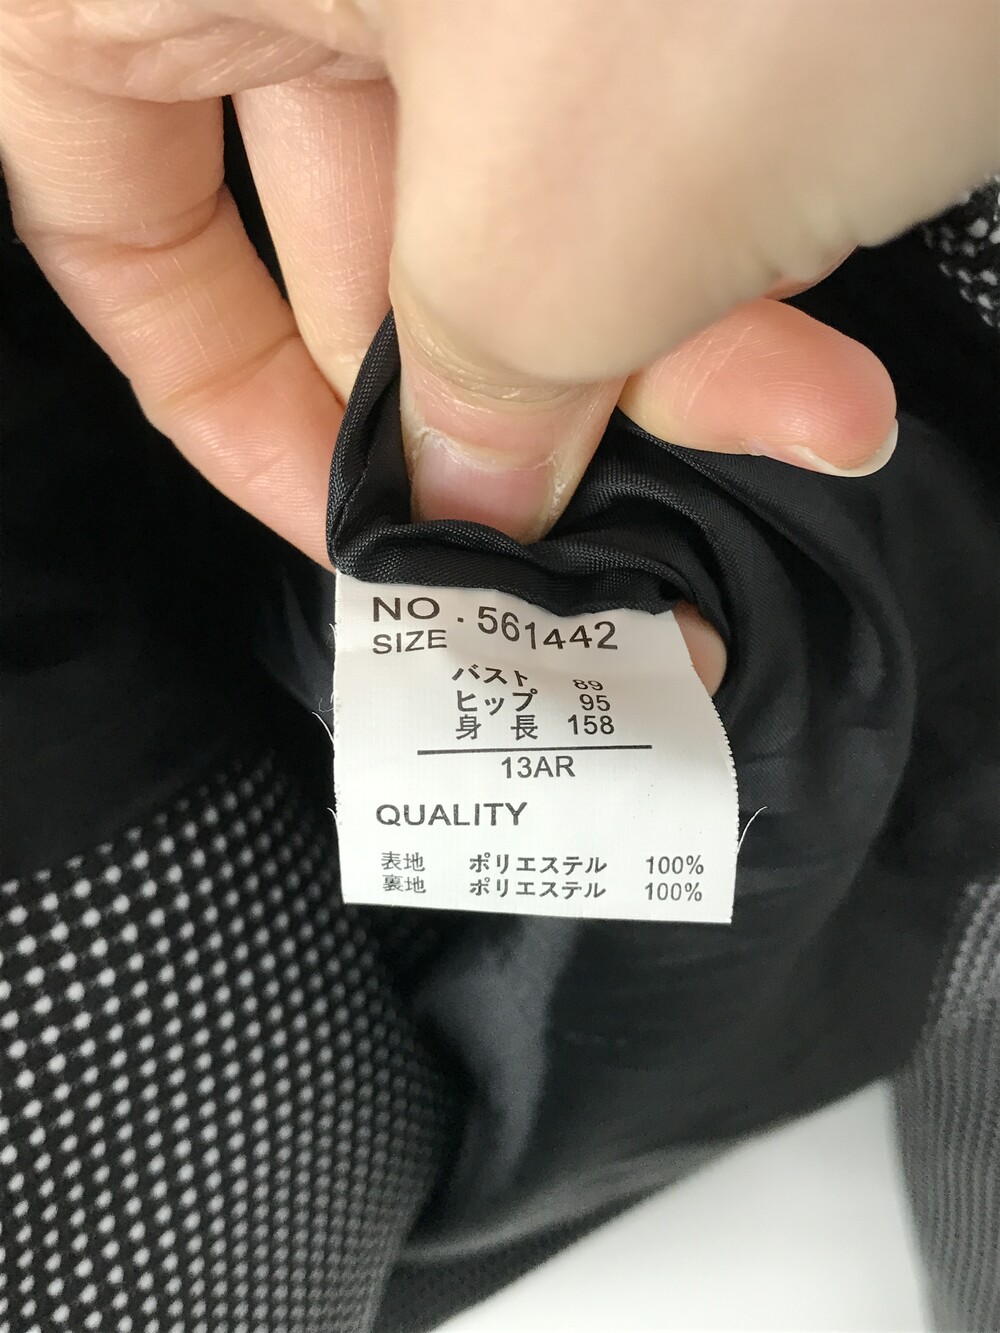 NO.561442
SIZE
バスト 89
ヒップ 95
身長 158
13AR
QUALITY
表地 ポリエステル 100%
裏地 ポリエステル 100%